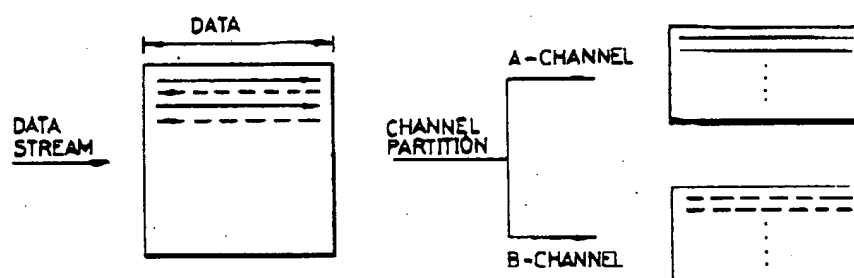 DATA
DATA
STREAM
CHANNEL
PARTITION
A-CHANNEL
B-CHANNEL